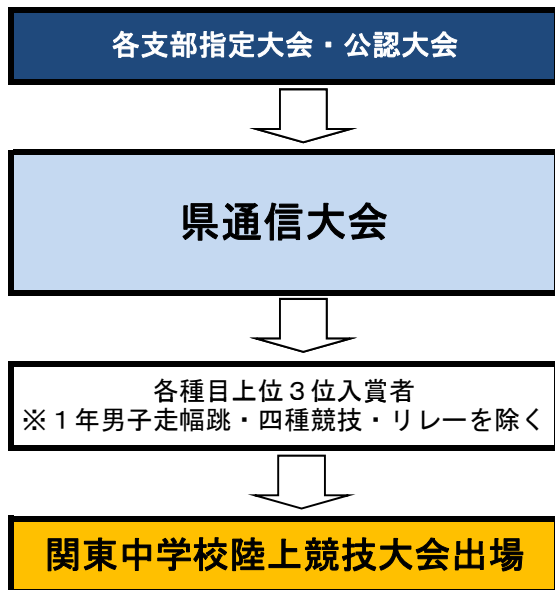 各支部指定大会・公認大会
県通信大会
各種目上位３位入賞者
※１年男子走幅跳・四種競技・リレーを除く
関東中学校陸上競技大会出場